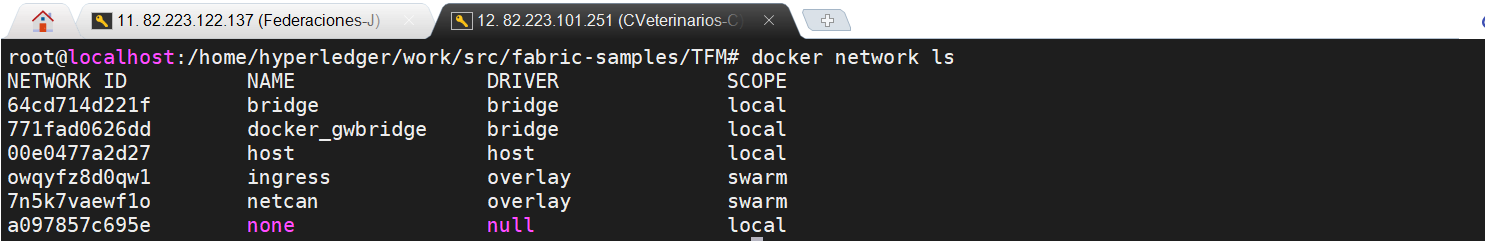 11. 82.223.122.137 (Federaciones-J)
12. 82.223.101.251 (CVeterinarios-C)
root@localhost:/home/hyperledger/work/src/fabric-samples/TFM# docker network ls
NETWORK ID NAME DRIVER SCOPE
64cd714d221f bridge bridge local
771fad0626dd docker_gwbridge bridge local
00e0477a2d27 host host local
owqyfz8d0qw1 ingress overlay swarm
7n5k7vaewf1o netcan overlay swarm
a097857c695e none null local